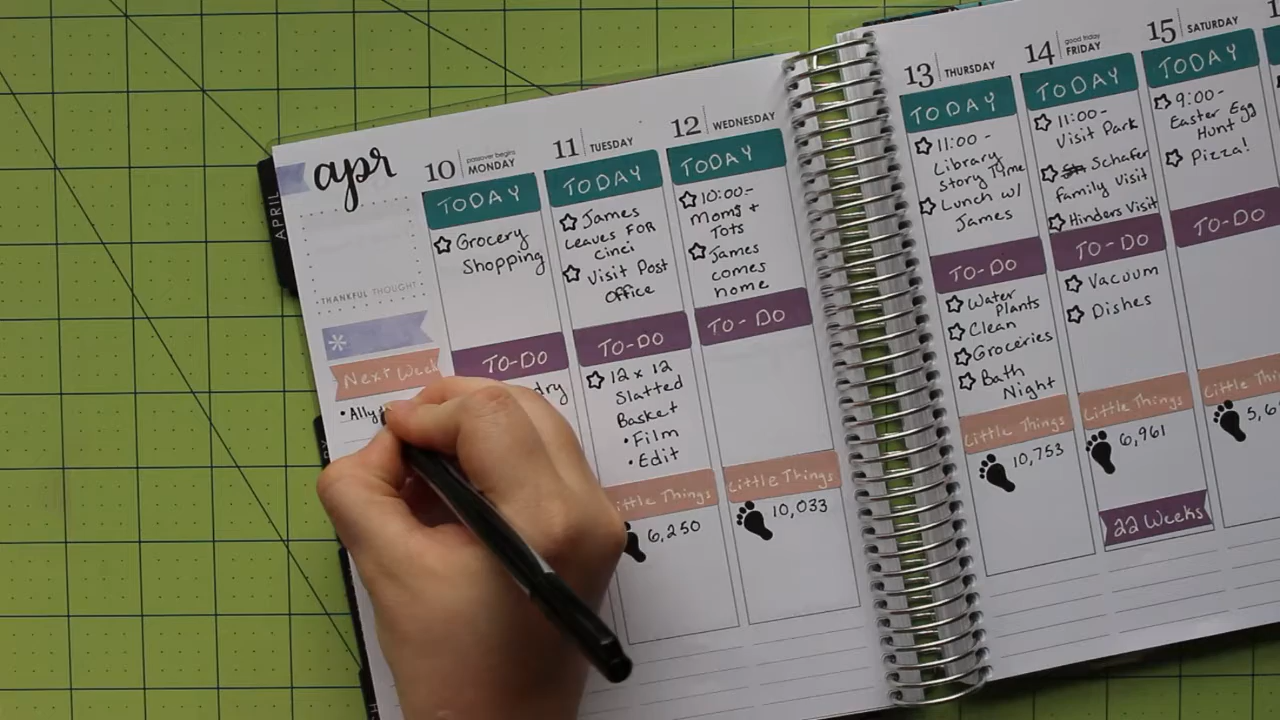 APRIL
apr
THANKFUL THOUGHT
*
Next Week
• Ally
10
passover begins
MONDAY
TODAY
Grocery
Shopping
TO-DO
dry
11
TUESDAY
TODAY
James
leaves FOR
cinci
Visit Post
Office
TO-DO
12 x 12
Slatted
Basket
• Film
• Edit
Little Things
6,250
12
WEDNESDAY
TODAY
10:00-
Moms +
Tots
James
comes
home
TO-DO
Little Things
10,033
13
THURSDAY
TODAY
11:00 -
Library
story Time
Lunch w/
James
TO-DO
Water
Plants
Clean
Groceries
Bath
Night
Little Things
10,753
14
good friday
FRIDAY
TODAY
11:00-
Visit Park
Schafer
family Visit
Hinders Visit
TO-DO
Vacuum
Dishes
Little Things
6,961
22 Weeks
15
SATURDAY
TODAY
9:00-
Easter Egg
Hunt
Pizza!
TO-DO
Little Thing
5,6